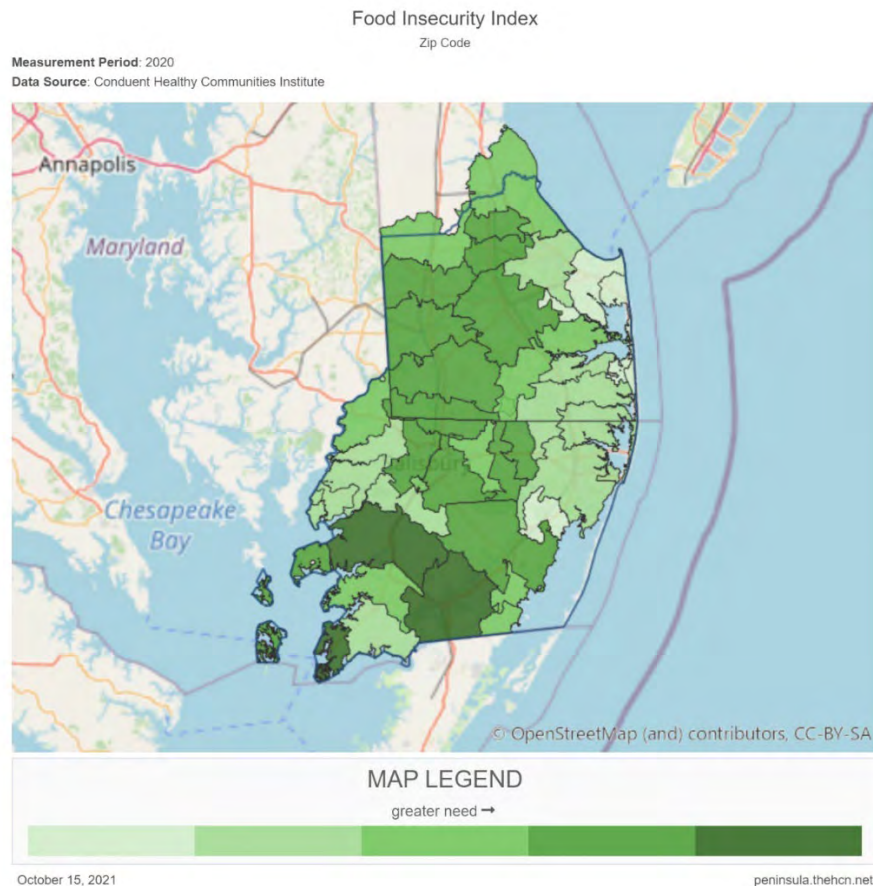 Food Insecurity Index
Zip Code
Measurement Period: 2020
Data Source: Conduent Healthy Communities Institute
Annapolis
Maryland
Salisbury
Chesapeake
Bay
© OpenStreetMap (and) contributors, CC-BY-SA
MAP LEGEND
greater need →
October 15, 2021
peninsula.thehcn.net